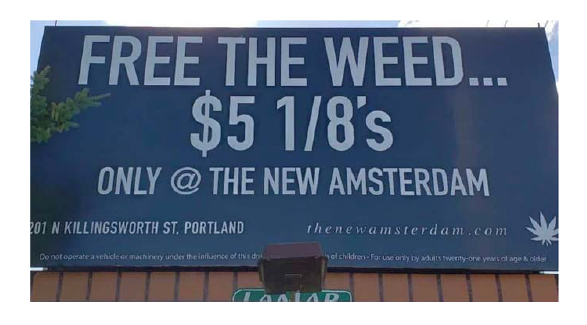 FREE THE WEED...
$5 1/8's
ONLY @ THE NEW AMSTERDAM
201 N KILLINGSWORTH ST, PORTLAND
thenewamsterdam.com
Do not operate a vehicle or machinery under the influence of this of children - For use only by adults twenty-one years of age & older
LAMAR